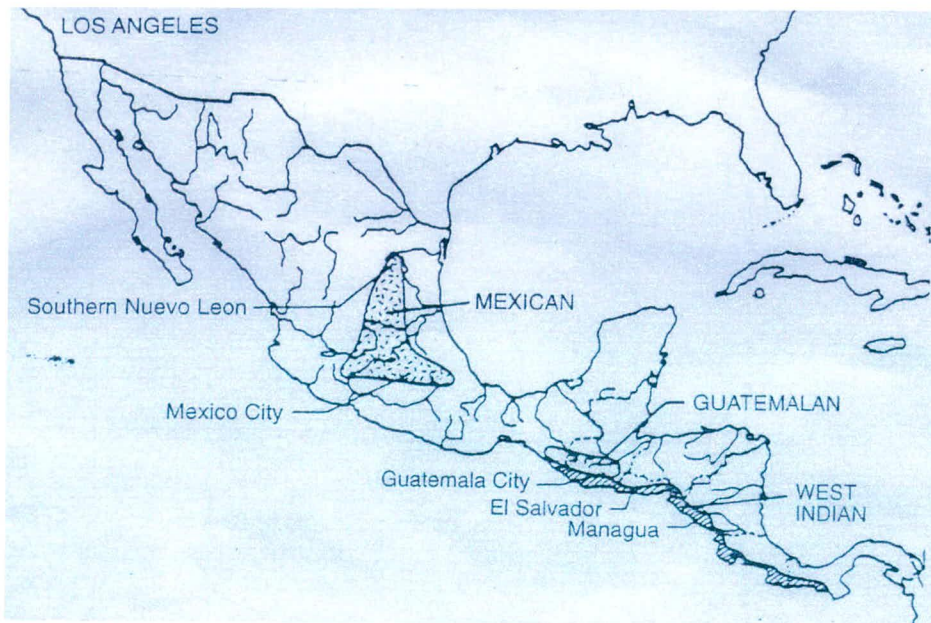 LOS ANGELES
Southern Nuevo Leon
MEXICAN
Mexico City
GUATEMALAN
Guatemala City
El Salvador
Managua
WEST
INDIAN